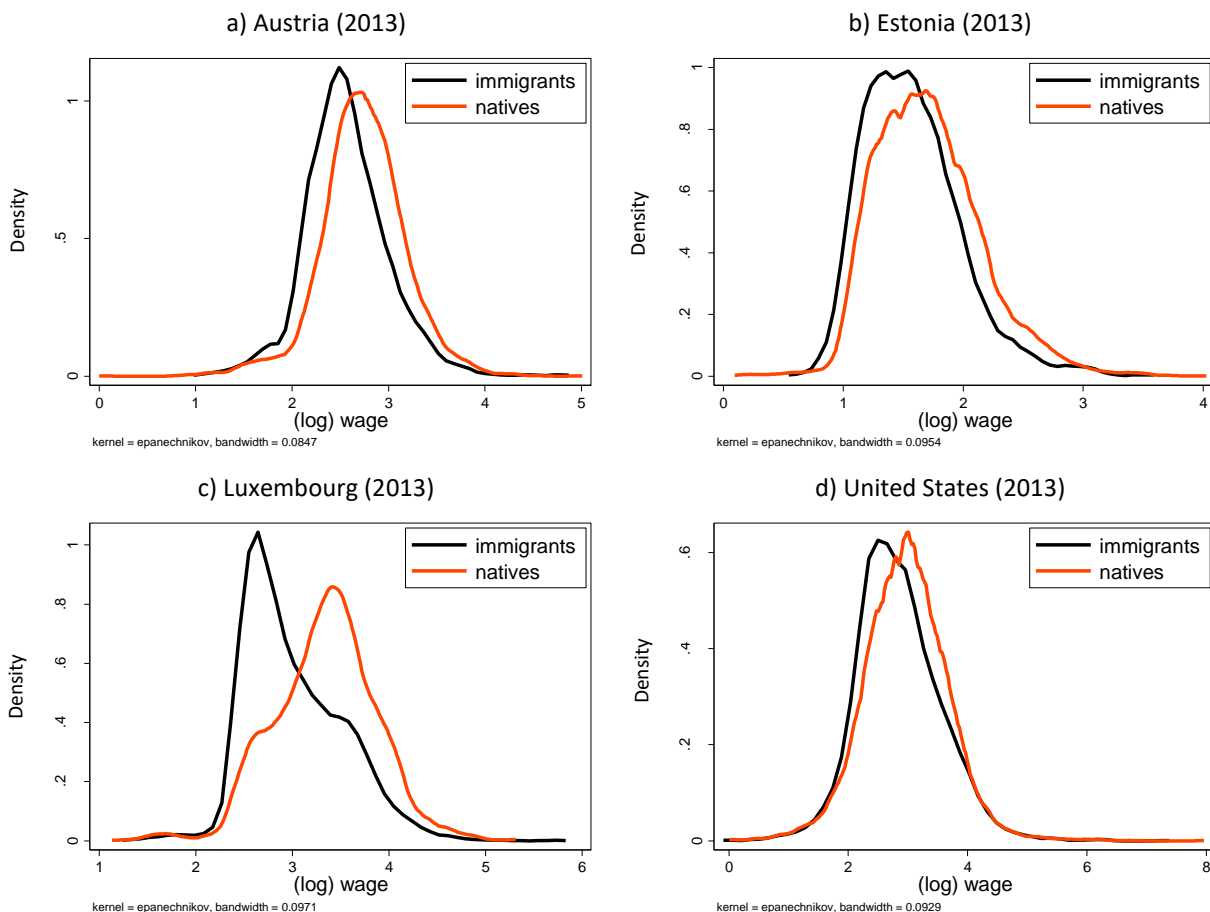 a) Austria (2013)
immigrants
natives
Density
0
.5
1
0 1 2 3 4 5
(log) wage
kernel = epanechnikov, bandwidth = 0.0847
b) Estonia (2013)
immigrants
natives
Density
0
.2
.4
.6
.8
1
0 1 2 3 4
(log) wage
kernel = epanechnikov, bandwidth = 0.0954
c) Luxembourg (2013)
immigrants
natives
Density
0
.2
.4
.6
.8
1
1 2 3 4 5 6
(log) wage
kernel = epanechnikov, bandwidth = 0.0971
d) United States (2013)
immigrants
natives
Density
0
.2
.4
.6
0 2 4 6 8
(log) wage
kernel = epanechnikov, bandwidth = 0.0929